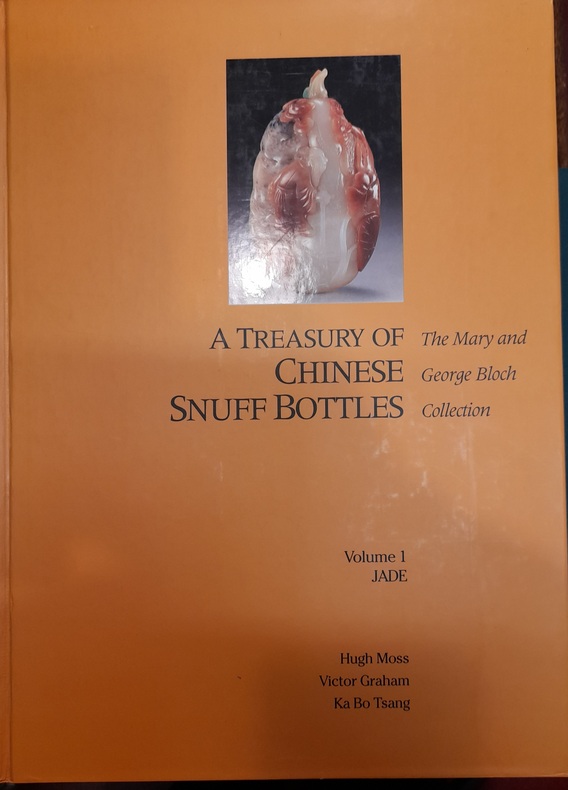 A TREASURY OF
CHINESE
SNUFF BOTTLES
The Mary and
George Bloch
Collection
Volume 1
JADE
Hugh Moss
Victor Graham
Ka Bo Tsang